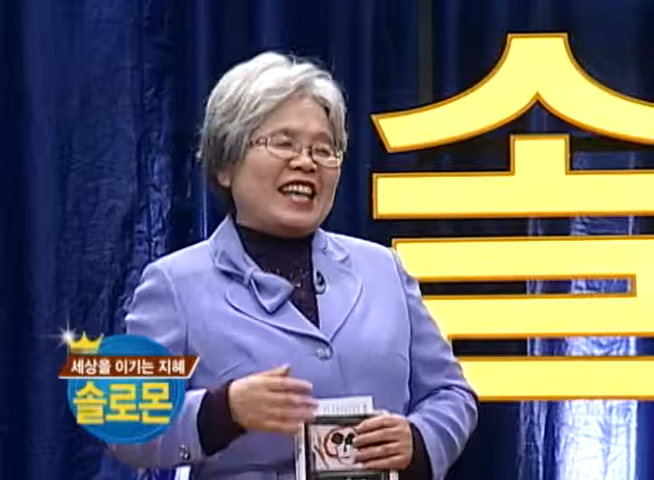 솔
세상을 이기는 지혜
솔로몬